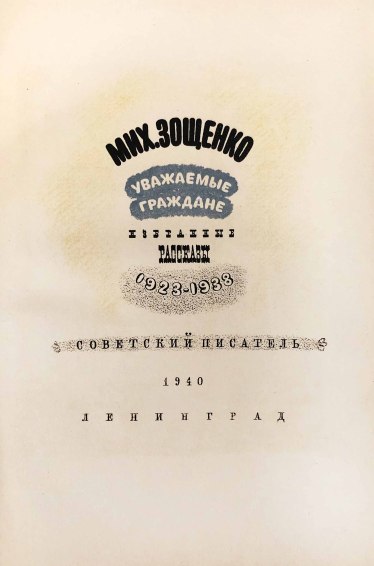 МИХ. ЗОЩЕНКО
УВАЖАЕМЫЕ
ГРАЖДАНЕ
ИЗБРАННЫЕ
РАССКАЗЫ
1923-1938
СОВЕТСКИЙ ПИСАТЕЛЬ
1940
ЛЕНИНГРАД